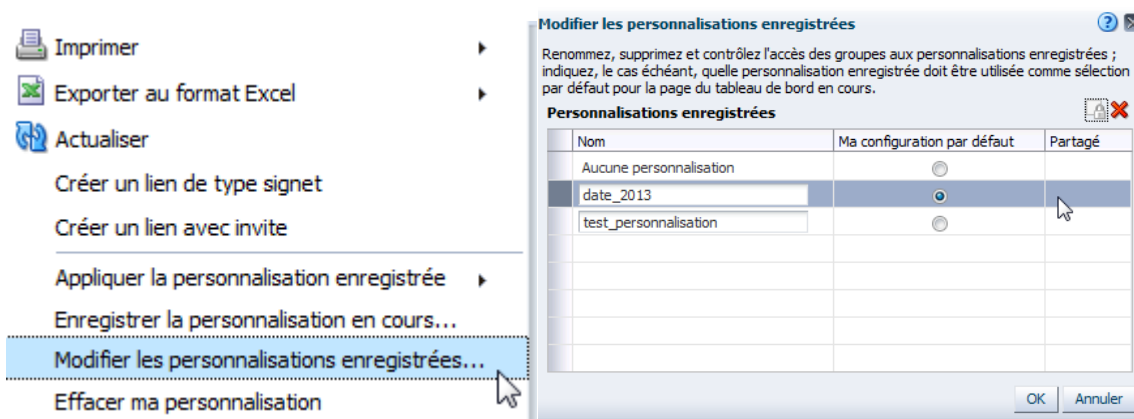 Imprimer
Exporter au format Excel
Actualiser
Créer un lien de type signet
Créer un lien avec invite
Appliquer la personnalisation enregistrée
Enregistrer la personnalisation en cours...
Modifier les personnalisations enregistrées...
Effacer ma personnalisation
Modifier les personnalisations enregistrées
Renommez, supprimez et contrôlez l'accès des groupes aux personnalisations enregistrées ;
indiquez, le cas échéant, quelle personnalisation enregistrée doit être utilisée comme sélection
par défaut pour la page du tableau de bord en cours.
Personnalisations enregistrées
Nom Ma configuration par défaut Partagé
Aucune personnalisation
date_2013
test_personnalisation
OK Annuler